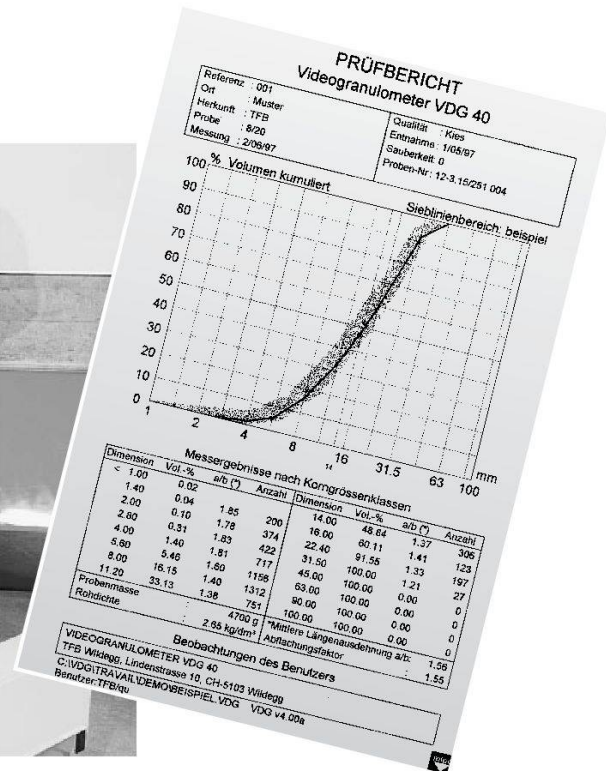 PRÜFBERICHT
Videogranulometer VDG 40
Referenz : 001
Ort : Muster
Herkunft : TFB
Probe : 8/20
Messung : 2/06/97
Qualität : Kies
Entnahme : 1/05/97
Sauberkeit 0
Proben-Nr: 12-3.15/251 004
% Volumen kumuliert
Sieblinienbereich: beispiel
100
90
80
70
60
50
40
30
20
10
0
1 2 4 8 14 16 31.5 63 100 mm
Messergebnisse nach Korngrössenklassen
Dimension Vol.-% a/b (*) Anzahl Dimension Vol.-% a/b (*) Anzahl
< 1.00 0.02 14.00 48.64 1.37 306
1.40 0.04 1.85 200 16.00 60.11 1.41 123
2.00 0.10 1.78 374 22.40 91.55 1.33 197
2.80 0.31 1.83 422 31.50 100.00 1.21 27
4.00 1.40 1.81 717 45.00 100.00 0.00 0
5.60 5.46 1.60 1156 63.00 100.00 0.00 0
8.00 16.15 1.40 1312 90.00 100.00 0.00 0
11.20 33.13 1.38 751 100.00 100.00 0.00 0
Probenmasse : 4700 g *Mittlere Längenausdehnung a/b: 1.56
Rohdichte : 2.65 kg/dm³ Abflachungsfaktor : 1.55
Beobachtungen des Benutzers
VIDEOGRANULOMETER VDG 40
TFB Wildegg, Lindenstrasse 10, CH-5103 Wildegg
C:\VDG\TRAVAIL\DEMO\BEISPIEL.VDG VDG v4.00a
Benutzer:TFB/qu